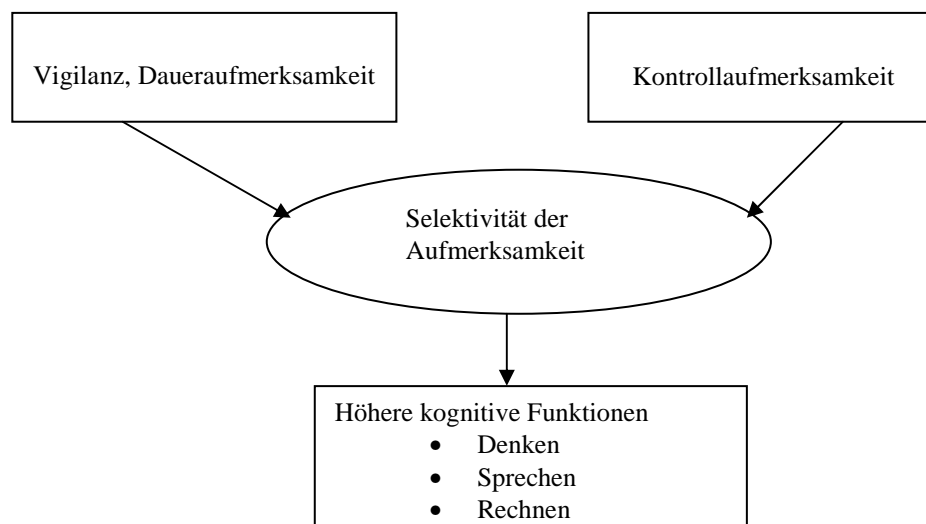 Vigilanz, Daueraufmerksamkeit
Kontrollaufmerksamkeit
Selektivität der
Aufmerksamkeit
Höhere kognitive Funktionen
• Denken
• Sprechen
• Rechnen